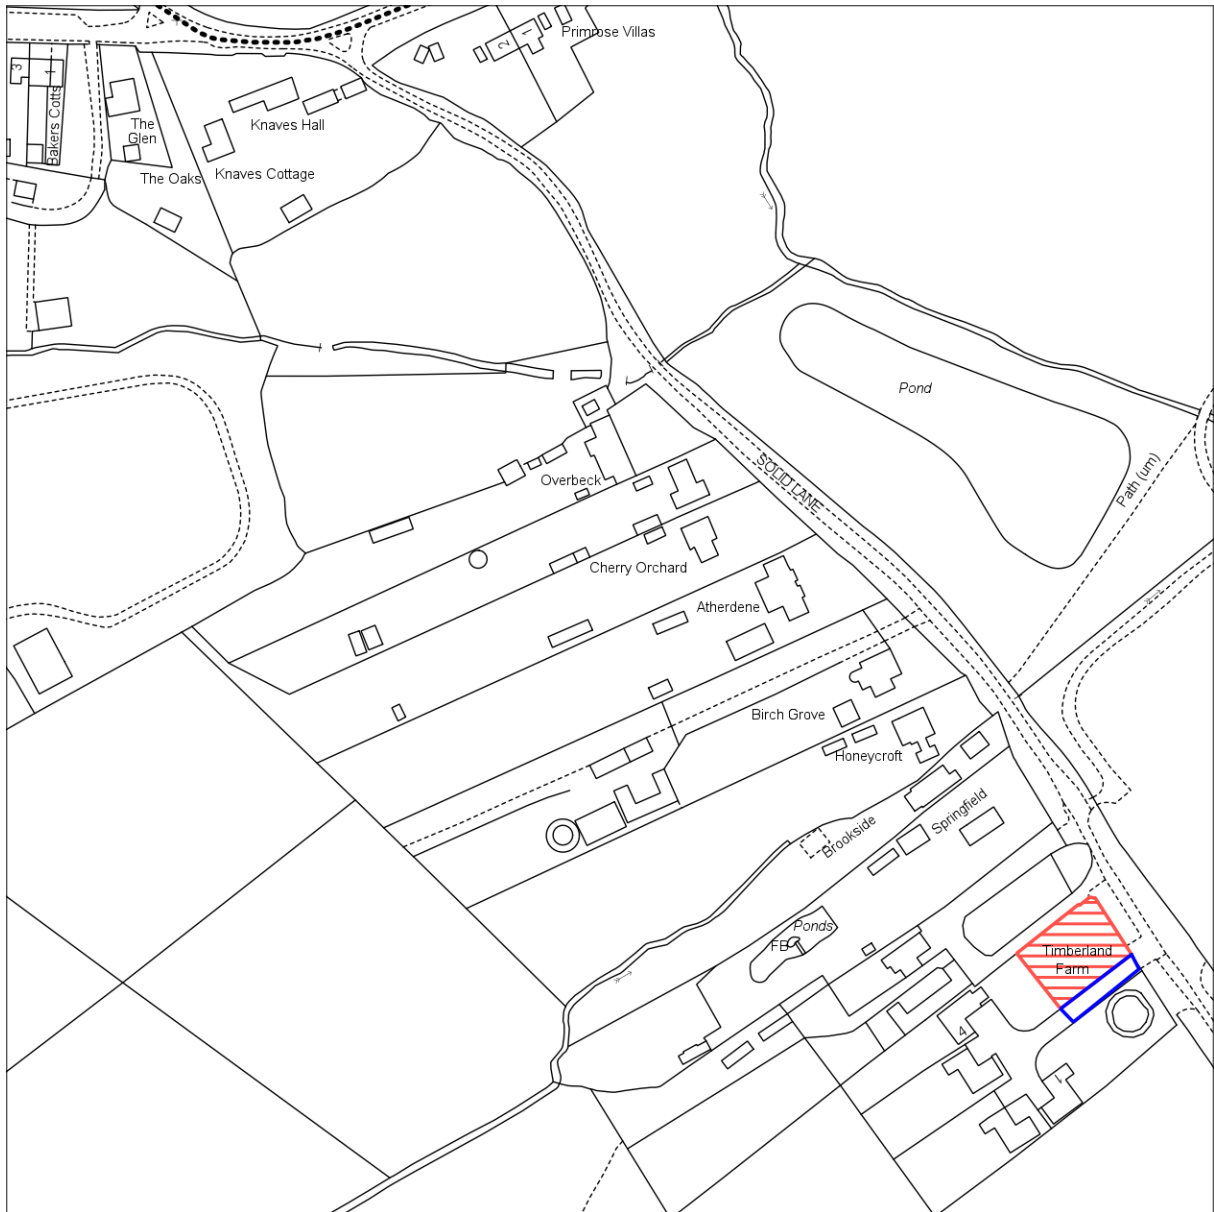 Primrose Villas
2
1
3
1
Bakers Cotts
The
Glen
Knaves Hall
The Oaks
Knaves Cottage
Pond
SOLID LANE
Path (um)
Overbeck
Cherry Orchard
Atherdene
Birch Grove
Honeycroft
Springfield
Brookside
Ponds
FB
Timberland
Farm
4
1